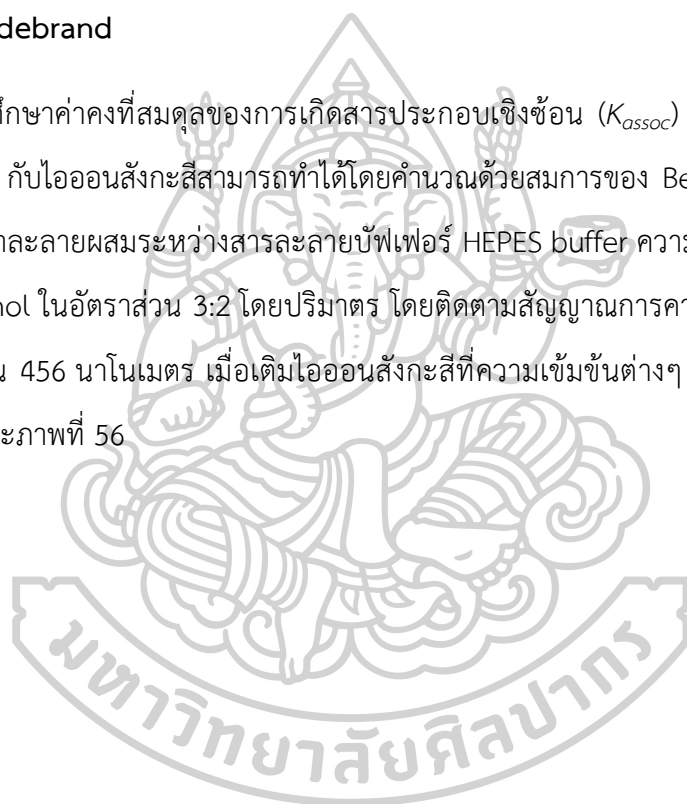 debrand
ศึกษาค่าคงที่สมดุลของการเกิดสารประกอบเชิงซ้อน (Kassoc)
กับไอออนสังกะสีสามารถทำได้โดยคำนวณด้วยสมการของ Be
ละลายผสมระหว่างสารละลายบัฟเฟอร์ HEPES buffer ความ
nol ในอัตราส่วน 3:2 โดยปริมาตร โดยติดตามสัญญาณการคา
น 456 นาโนเมตร เมื่อเติมไอออนสังกะสีที่ความเข้มข้นต่างๆ
ะภาพที่ 56
มหาวิทยาลัยศิลปากร